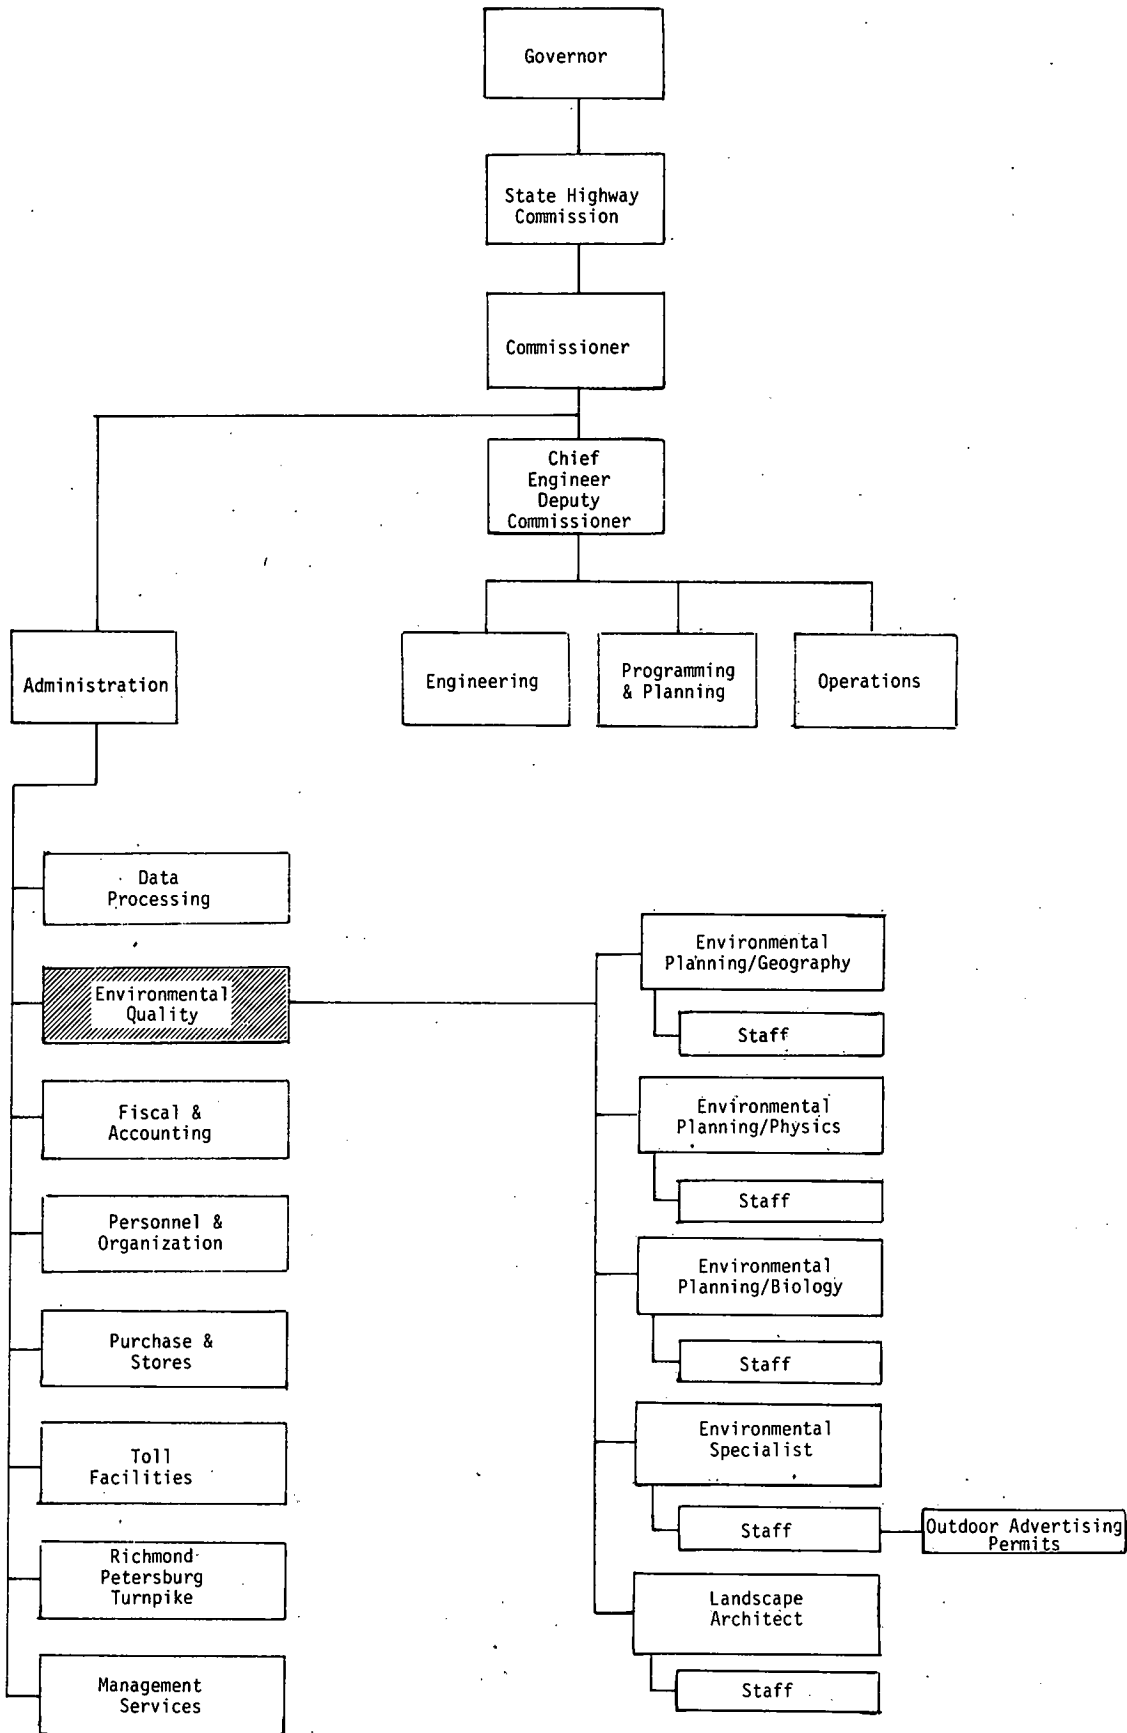 Governor
State Highway
Commission
Commissioner
Chief
Engineer
Deputy
Commissioner
Administration
Engineering
Programming
& Planning
Operations
Data
Processing
Environmental
Quality
Fiscal &
Accounting
Personnel &
Organization
Purchase &
Stores
Toll
Facilities
Richmond-
Petersburg
Turnpike
Management
Services
Environmental
Planning/Geography
Staff
Environmental
Planning/Physics
Staff
Environmental
Planning/Biology
Staff
Environmental
Specialist
Staff
Outdoor Advertising
Permits
Landscape
Architect
Staff